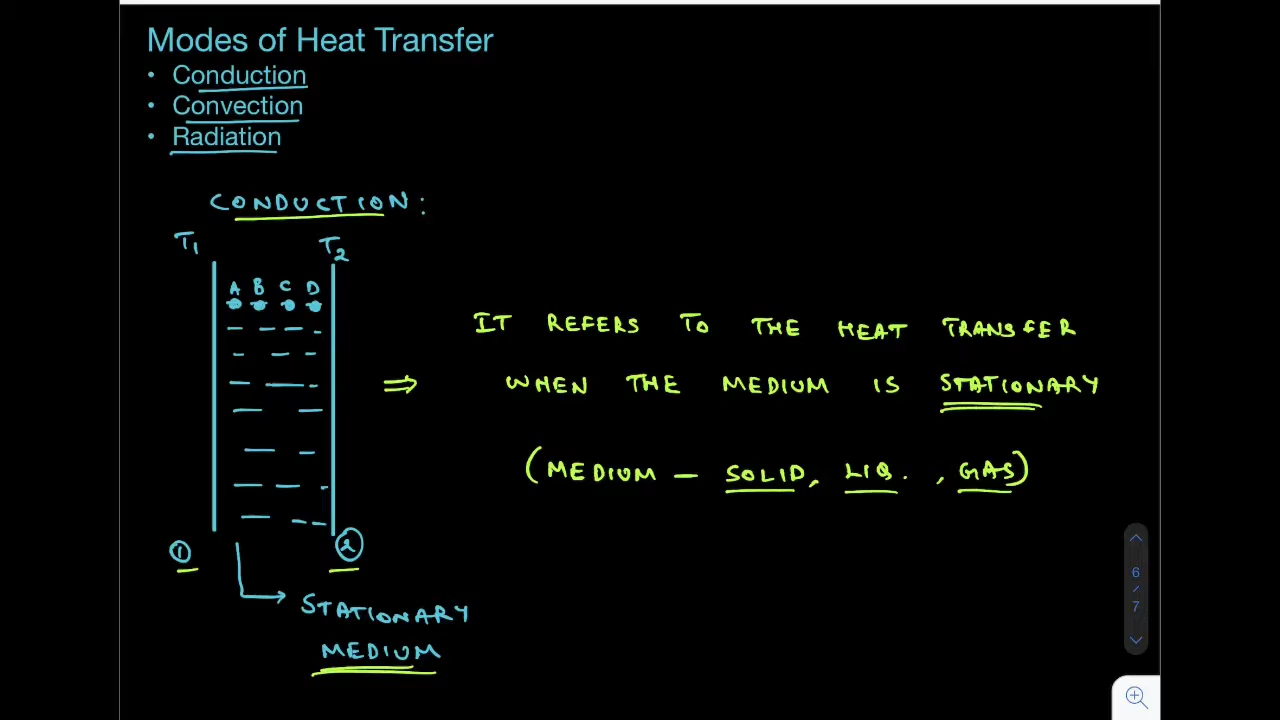 Modes of Heat Transfer
• Conduction
• Convection
• Radiation
CONDUCTION:
T1 T2
A B C D
IT REFERS TO THE HEAT TRANSFER
⇒ WHEN THE MEDIUM IS STATIONARY
(MEDIUM – SOLID, LIQ. , GAS)
1 2
STATIONARY
MEDIUM
6
/
7